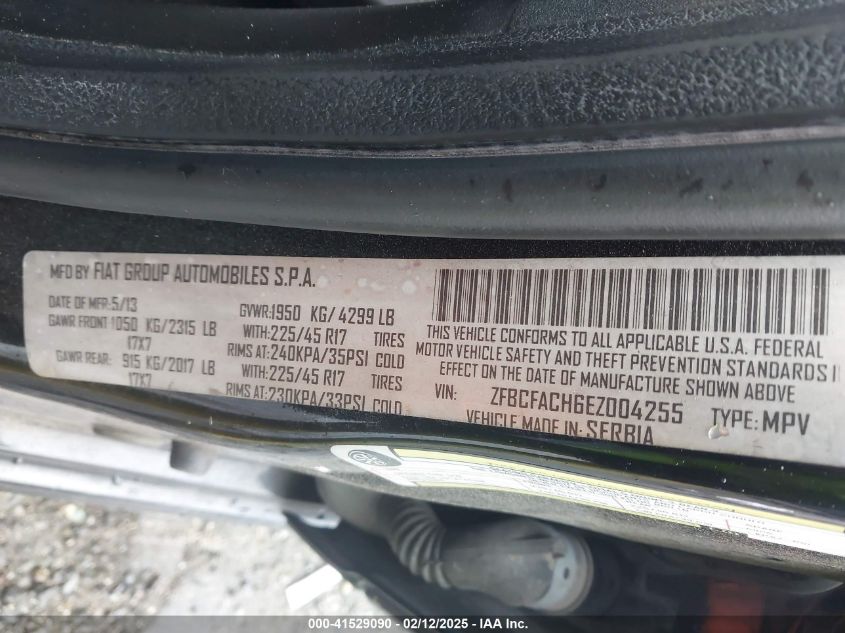 MFD BY FIAT GROUP AUTOMOBILES S.P.A.
DATE OF MFR:5/13 GVWR:1950 KG/4299 LB
GAWR FRONT 1050 KG/2315 LB WITH:225/45 R17 TIRES
17X7 RIMS AT:240KPA/35PSI COLD
GAWR REAR: 915 KG/2017 LB WITH:225/45 R17 TIRES
17X7 RIMS AT:230KPA/33PSI COLD
THIS VEHICLE CONFORMS TO ALL APPLICABLE U.S.A. FEDERAL
MOTOR VEHICLE SAFETY AND THEFT PREVENTION STANDARDS I
EFFECT ON THE DATE OF MANUFACTURE SHOWN ABOVE
VIN: ZFBCFACH6EZ004255 TYPE: MPV
VEHICLE MADE IN: SERBIA
000-41529090 - 02/12/2025 - IAA Inc.